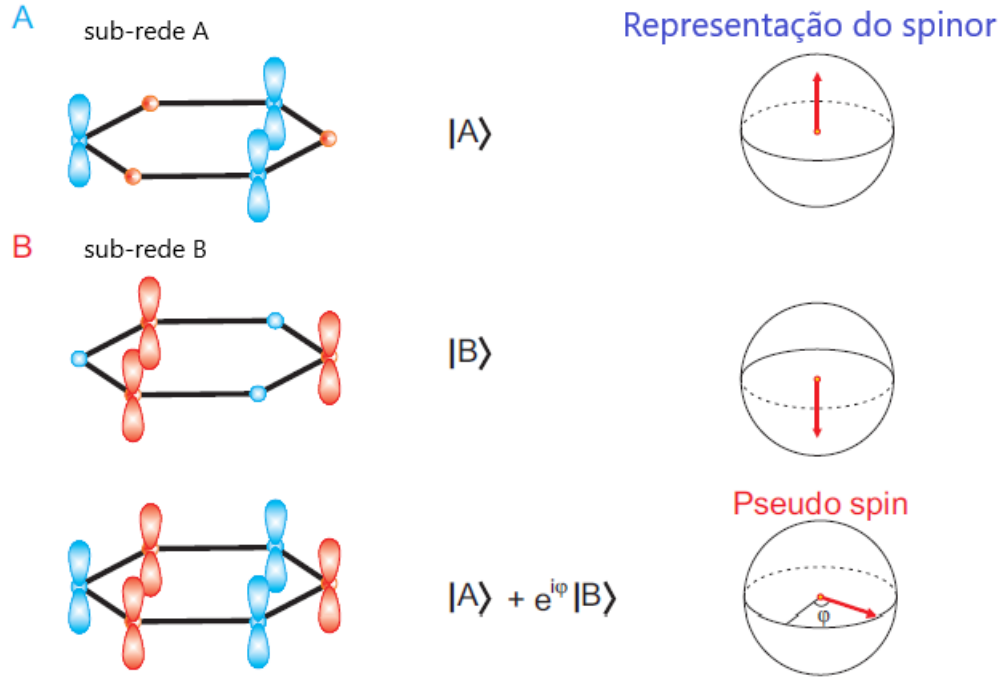 A
sub-rede A
Representação do spinor
|A⟩
B
sub-rede B
|B⟩
Pseudo spin
|A⟩ + e^{iφ}|B⟩
φ